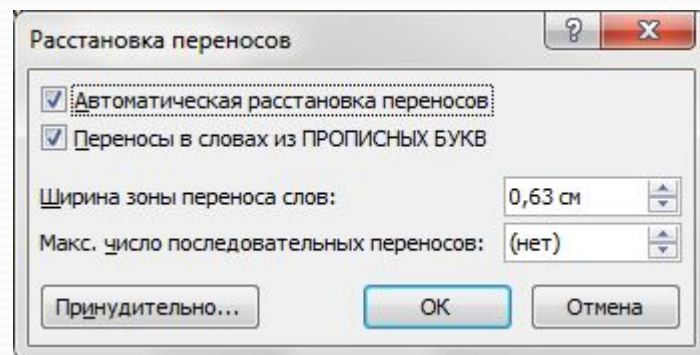 Расстановка переносов
Автоматическая расстановка переносов
Переносы в словах из ПРОПИСНЫХ БУКВ
Ширина зоны переноса слов: 0,63 см
Макс. число последовательных переносов: (нет)
Принудительно... ОК Отмена